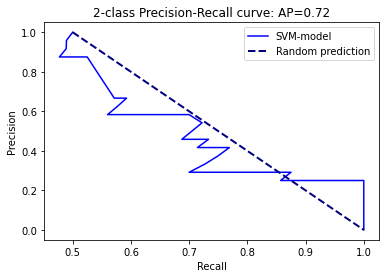 2-class Precision-Recall curve: AP=0.72
SVM-model
Random prediction
Precision
1.0
0.8
0.6
0.4
0.2
0.0
0.5
0.6
0.7
0.8
0.9
1.0
Recall